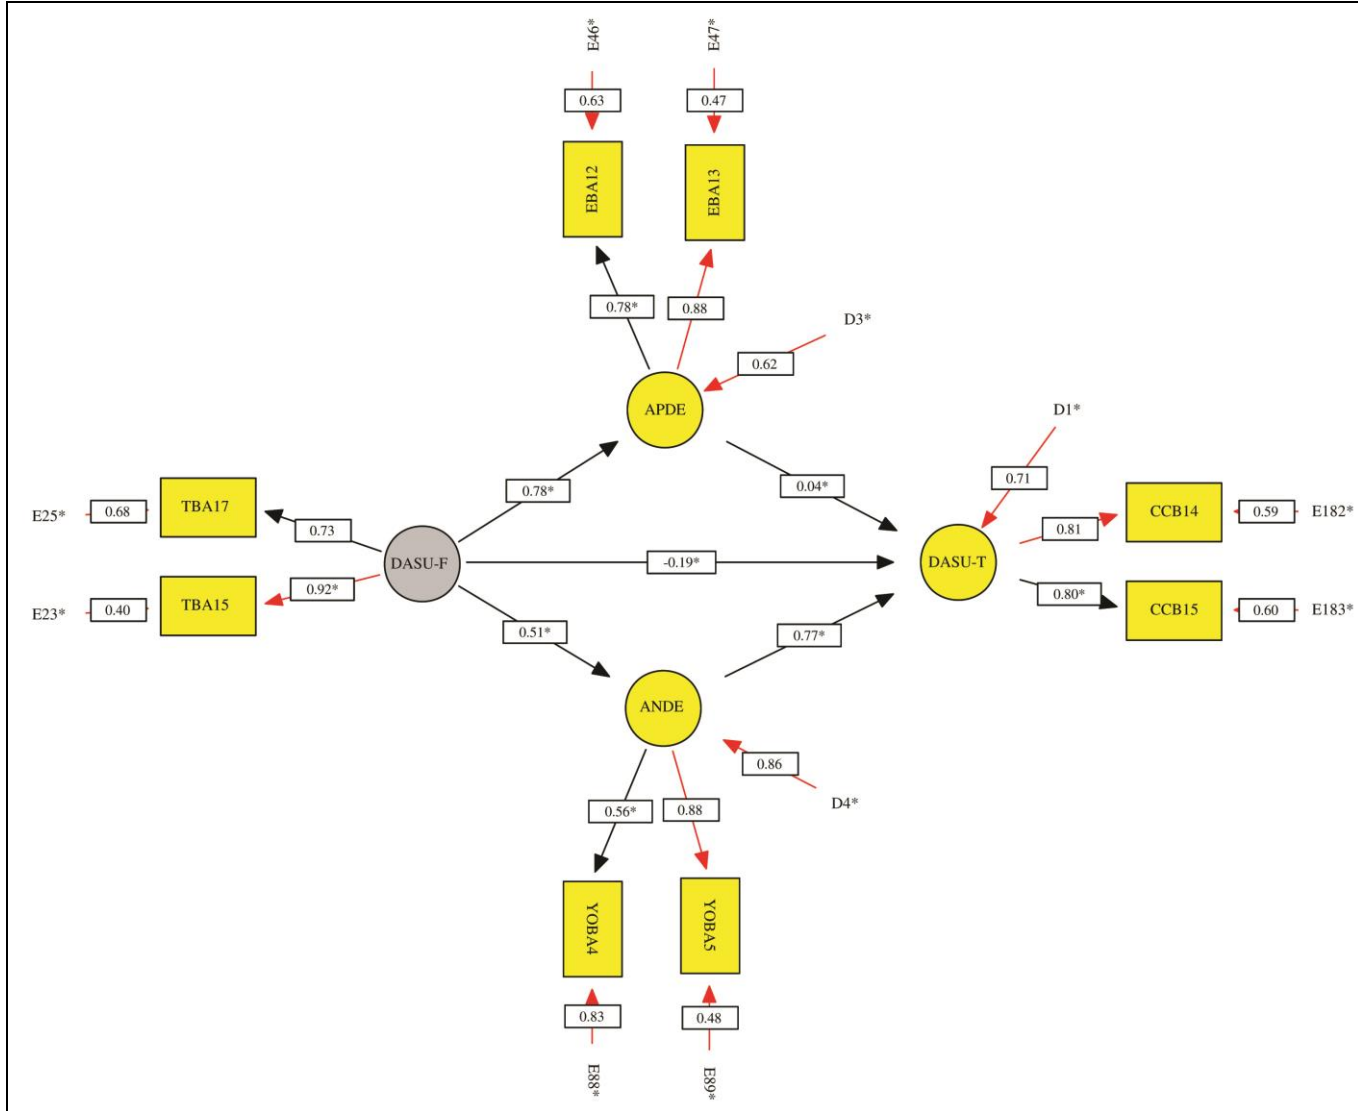 E46*
E47*
0.63
0.47
EBA12
EBA13
0.78*
0.88
D3*
0.62
APDE
D1*
TBA17
0.78*
0.04*
0.71
E25*
0.68
0.73
0.81
CCB14
0.59
E182*
DASU-F
-0.19*
DASU-T
E23*
0.40
TBA15
0.92*
0.80*
CCB15
0.60
E183*
0.51*
0.77*
ANDE
0.86
D4*
0.56*
0.88
YOBA4
YOBA5
0.83
0.48
E88*
E89*